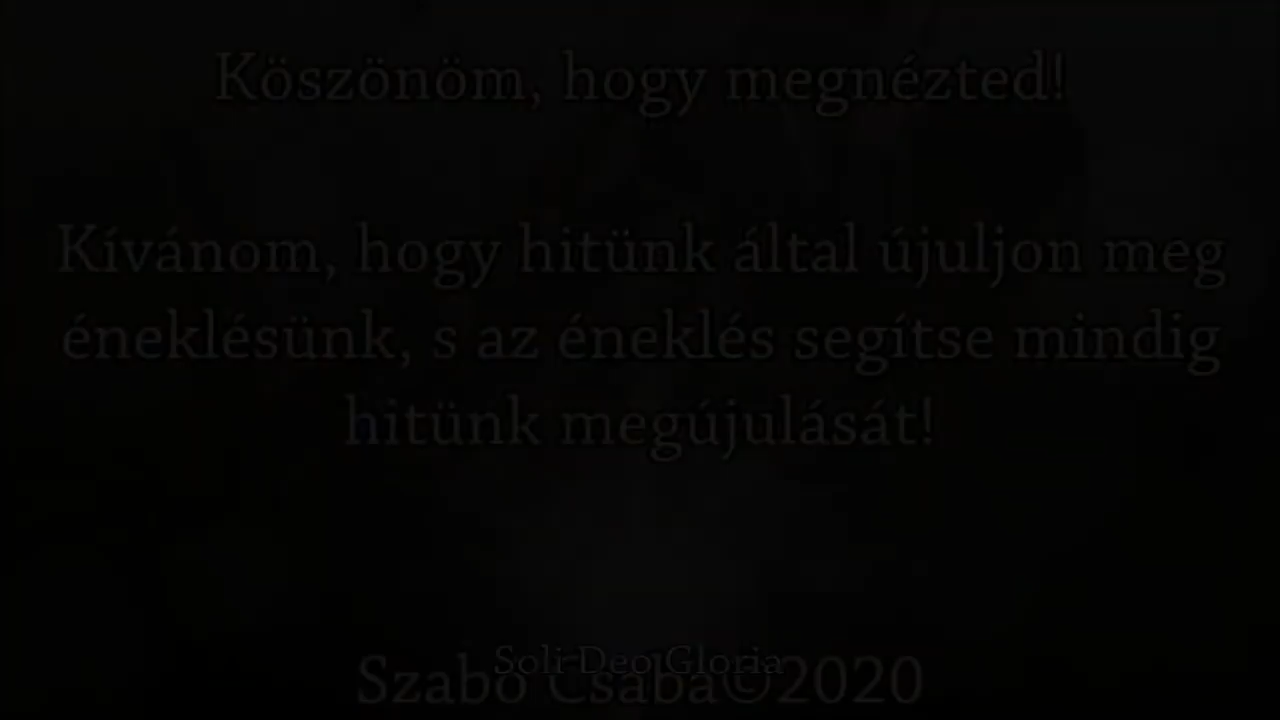 Köszönöm, hogy megnézted!
Kívánom, hogy hitünk által újuljon meg
éneklésünk, s az éneklés segítse mindig
hitünk megújulását!
Soli Deo Gloria
Szabó Csaba©2020